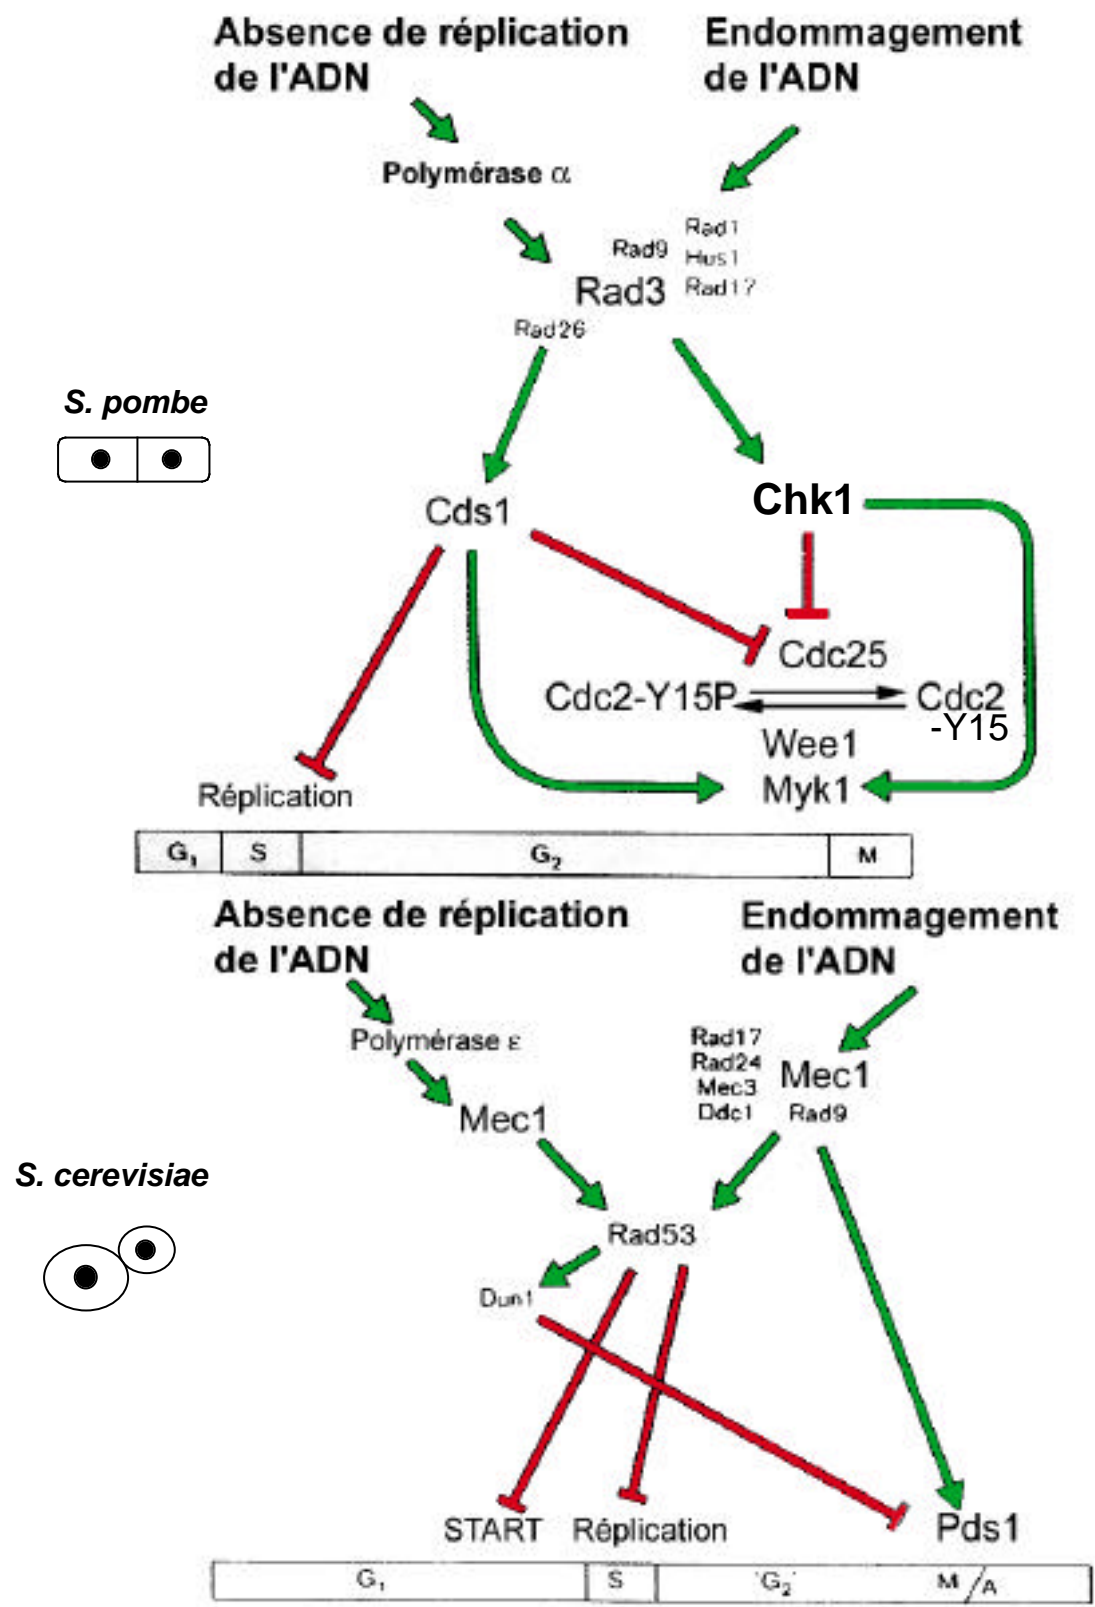 Absence de réplication
de l'ADN
Endommagement
de l'ADN
Polymérase α
Rad1
Rad9
Hus1
Rad3
Rad17
Rad26
S. pombe
Cds1
Chk1
Cdc25
Cdc2-Y15P
Cdc2
-Y15
Wee1
Myk1
Réplication
G₁ S G₂ M
Absence de réplication
de l'ADN
Endommagement
de l'ADN
Polymérase ε
Mec1
Rad17
Rad24
Mec3
Ddc1
Mec1
Rad9
S. cerevisiae
Rad53
Dun1
START
Réplication
Pds1
G₁ S 'G₂' M/A